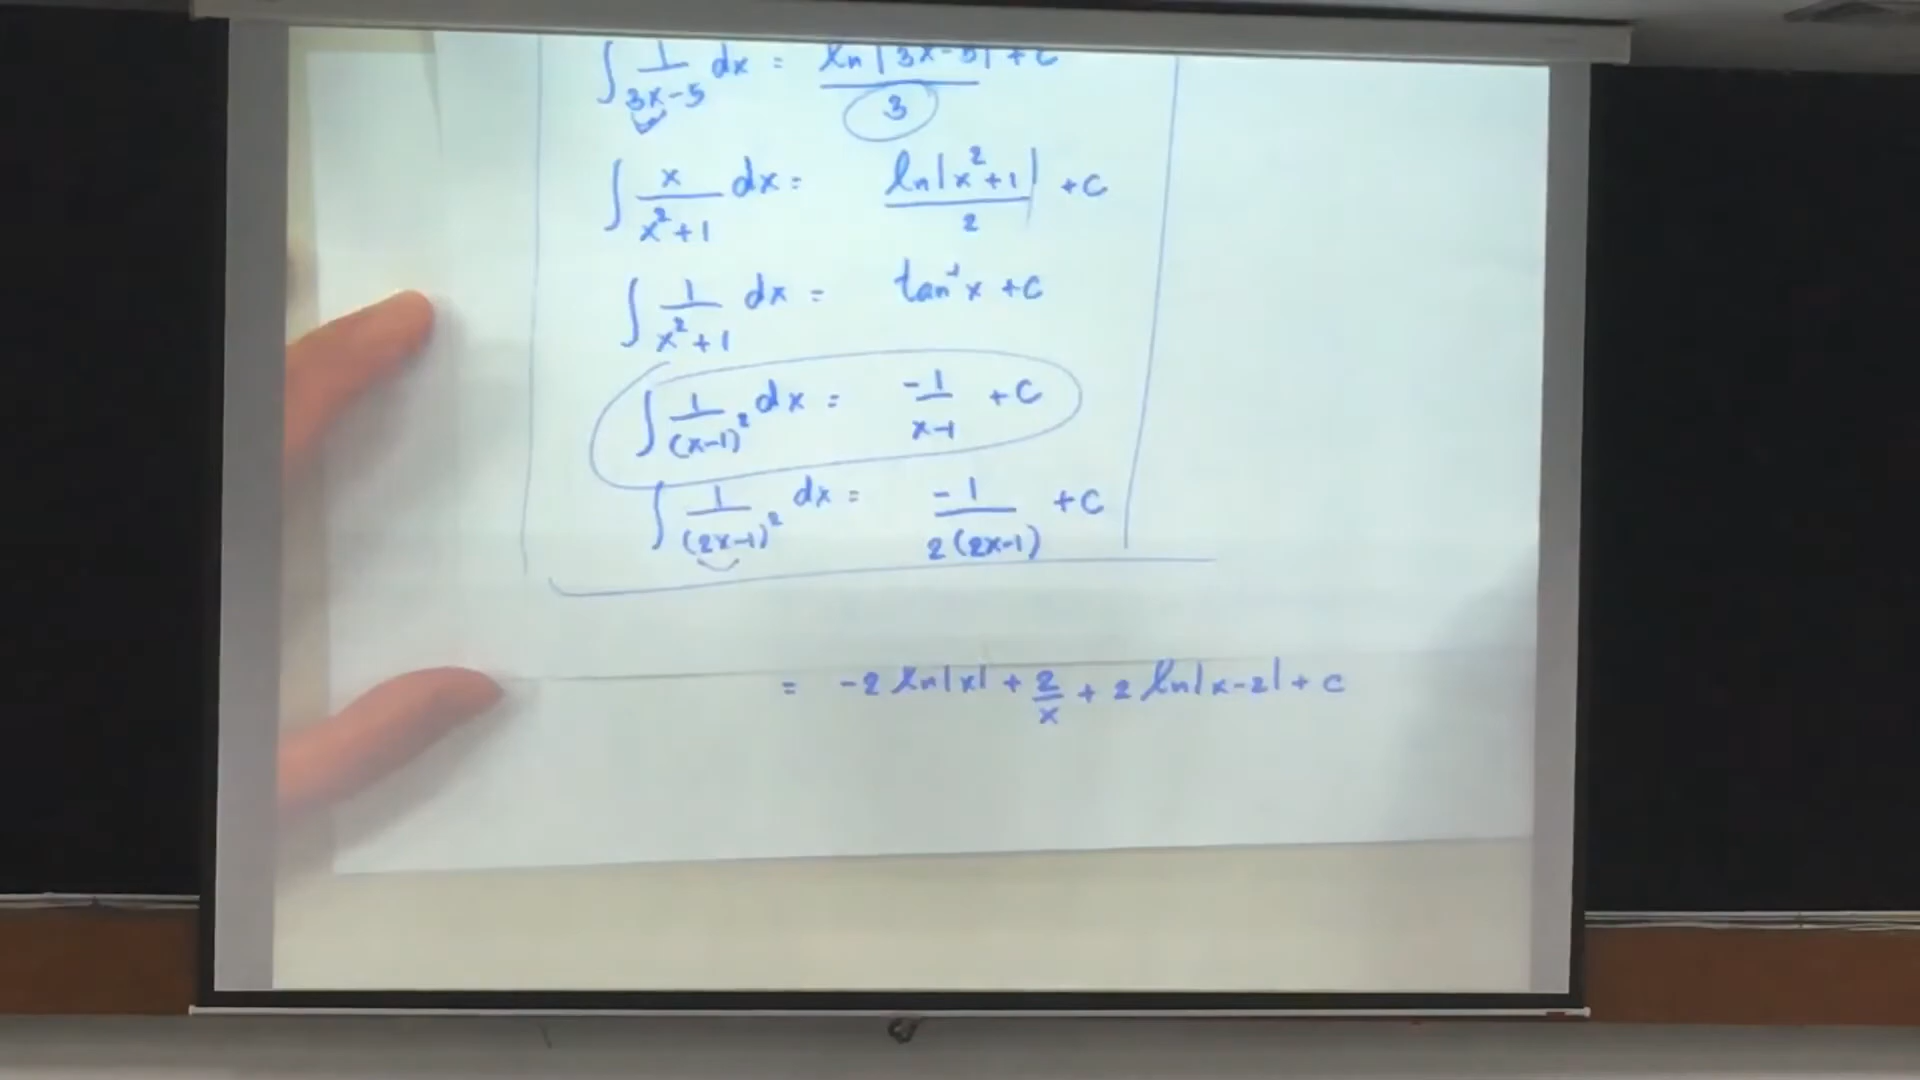 ∫ 1/(3x-5) dx = ln|3x-5| + c / 3
∫ x/(x²+1) dx = ln|x²+1|/2 + c
∫ 1/(x²+1) dx = tan⁻¹x + c
∫ 1/(x-1)² dx = -1/(x-1) + c
∫ 1/(2x-1)² dx = -1/(2(2x-1)) + c
= -2 ln|x| + 2/x + 2 ln|x-2| + c